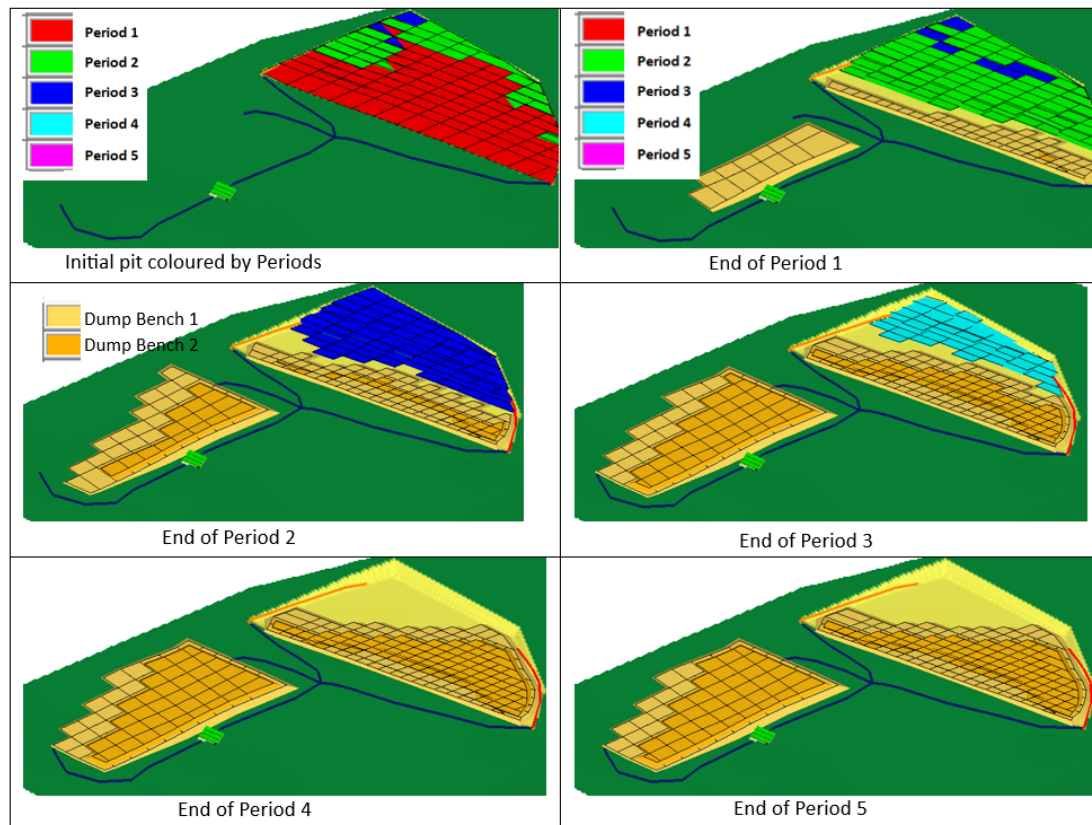 Period 1
Period 2
Period 3
Period 4
Period 5
Initial pit coloured by Periods
Period 1
Period 2
Period 3
Period 4
Period 5
End of Period 1
Dump Bench 1
Dump Bench 2
End of Period 2
End of Period 3
End of Period 4
End of Period 5